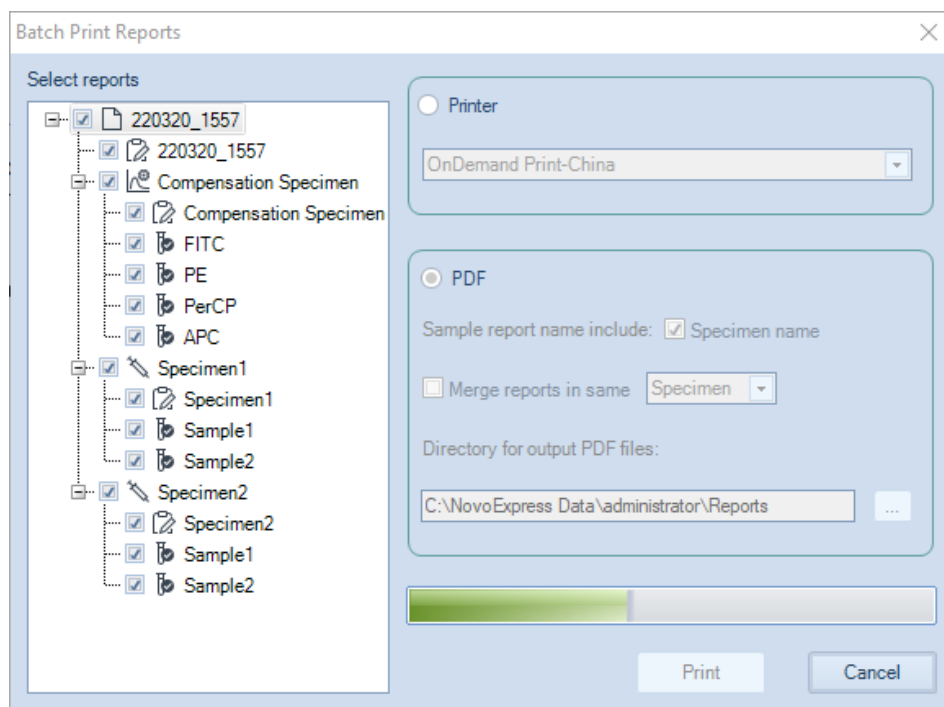 Batch Print Reports
Select reports
220320_1557
220320_1557
Compensation Specimen
Compensation Specimen
FITC
PE
PerCP
APC
Specimen1
Specimen1
Sample1
Sample2
Specimen2
Specimen2
Sample1
Sample2
Printer
OnDemand Print-China
PDF
Sample report name include: Specimen name
Merge reports in same Specimen
Directory for output PDF files:
C:\NovoExpress Data\administrator\Reports
...
Print Cancel